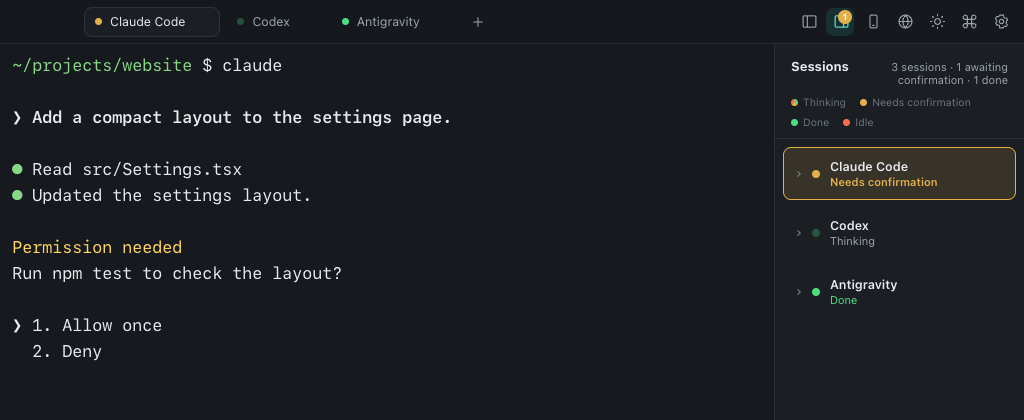 Claude Code
Codex
Antigravity
1
~/projects/website $ claude
❯ Add a compact layout to the settings page.
Read src/Settings.tsx
Updated the settings layout.
Permission needed
Run npm test to check the layout?
❯ 1. Allow once
2. Deny
Sessions
3 sessions · 1 awaiting
confirmation · 1 done
Thinking
Needs confirmation
Done
Idle
Claude Code
Needs confirmation
Codex
Thinking
Antigravity
Done